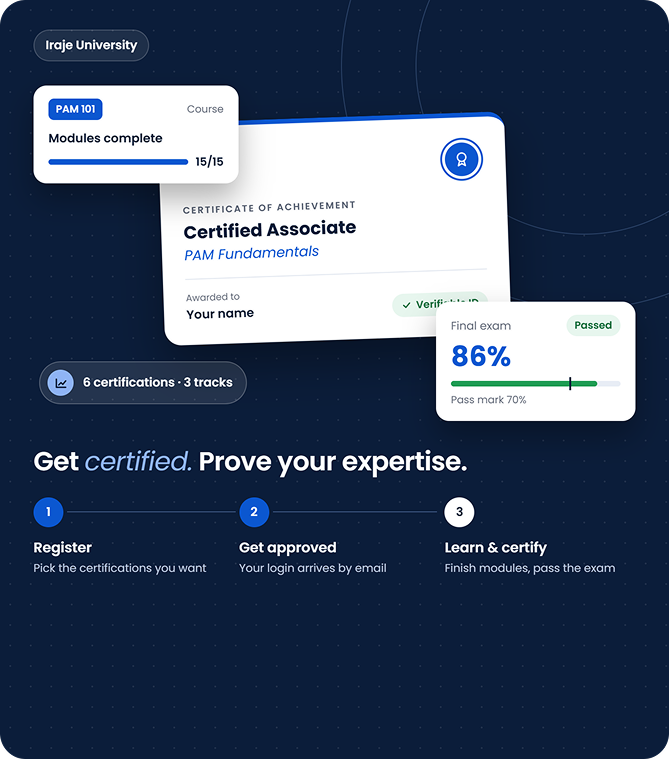 Iraje University
PAM 101
Course
Modules complete
15/15
CERTIFICATE OF ACHIEVEMENT
Certified Associate
PAM Fundamentals
Awarded to
Your name
Verifiable ID
Final exam
Passed
86%
Pass mark 70%
6 certifications · 3 tracks
Get certified. Prove your expertise.
1
2
3
Register
Get approved
Learn & certify
Pick the certifications you want
Your login arrives by email
Finish modules, pass the exam